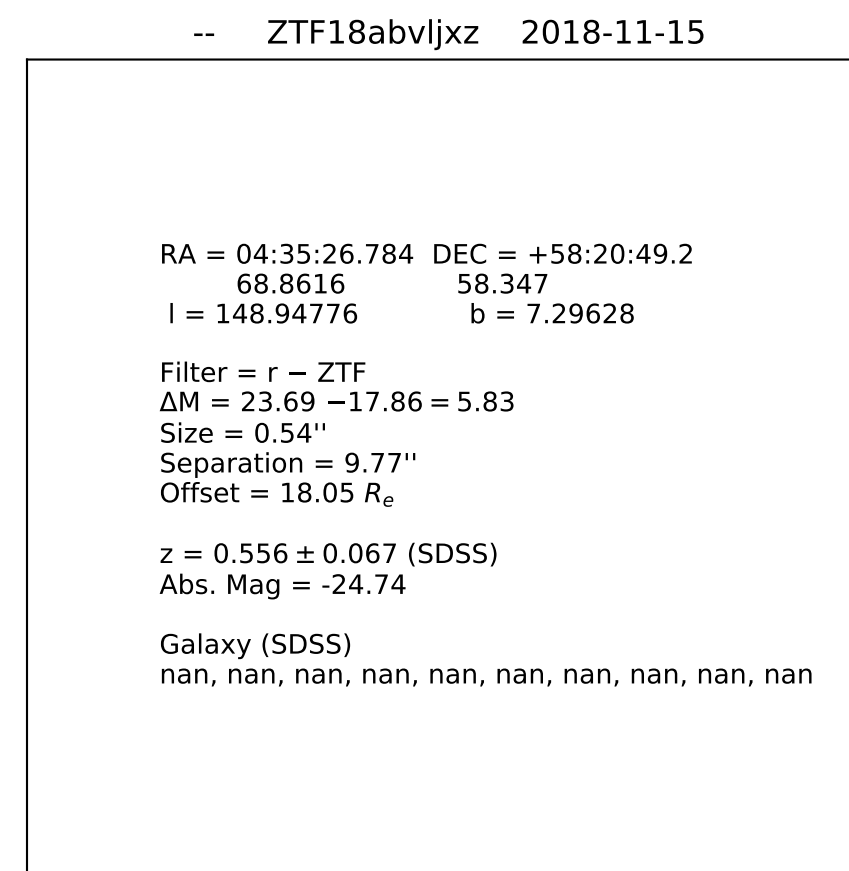 -- ZTF18abvljxz 2018-11-15
RA = 04:35:26.784 DEC = +58:20:49.2
68.8616 58.347
l = 148.94776 b = 7.29628
Filter = r − ZTF
ΔM = 23.69 −17.86 = 5.83
Size = 0.54''
Separation = 9.77''
Offset = 18.05 Re
z = 0.556 ± 0.067 (SDSS)
Abs. Mag = -24.74
Galaxy (SDSS)
nan, nan, nan, nan, nan, nan, nan, nan, nan, nan